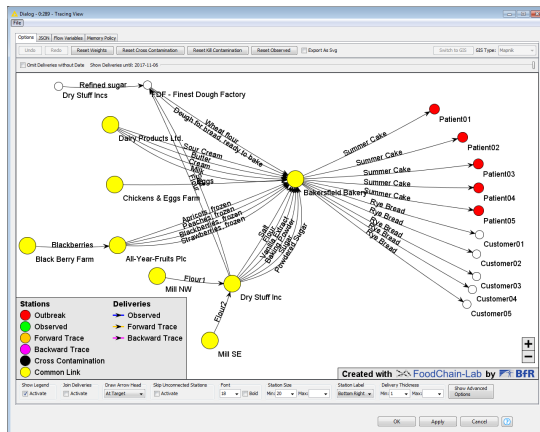 Dialog - 0:289 - Tracing View
File
Options JSON Flow Variables Memory Policy
Undo Redo Reset Weights Reset Cross Contamination Reset Kill Contamination Reset Observed Export As Svg Switch to GIS GIS Type: Mapnik
Omit Deliveries without Date Show Deliveries until: 2017-11-05
Refined sugar
Dry Stuff Incs
FDF - Finest Dough Factory
Wheat flour
Dough for bread, ready to bake
Dairy Products Ltd.
Sour Cream
Butter
Cream
Milk
Chickens & Eggs Farm
Eggs
Bakersfield Bakery
Summer Cake
Patient01
Summer Cake
Patient02
Summer Cake
Patient03
Summer Cake
Patient04
Summer Cake
Patient05
Rye Bread
Customer01
Rye Bread
Customer02
Rye Bread
Customer03
Rye Bread
Customer04
Rye Bread
Customer05
Apricots, frozen
Peaches, frozen
Blackberries, frozen
Strawberries, frozen
Blackberries
Black Berry Farm
All-Year-Fruits Plc
Salt
Flour
Vanilla Extract
Baking Powder
Sugar
Powdered Sugar
Flour1
Mill NW
Dry Stuff Inc
Flour2
Mill SE
Stations Deliveries
Outbreak Observed
Observed Forward Trace
Forward Trace Backward Trace
Backward Trace
Cross Contamination
Common Link
+
-
Created with FoodChain-Lab by BfR
Show Legend Join Deliveries Draw Arrow Head Skip Unconnected Stations Font Station Size Station Label Delivery Thickness Show Advanced
Activate Activate At Target Activate 18 Bold Min: 20 Max: Bottom Right Min: 1 Max: Options
OK Apply Cancel ?